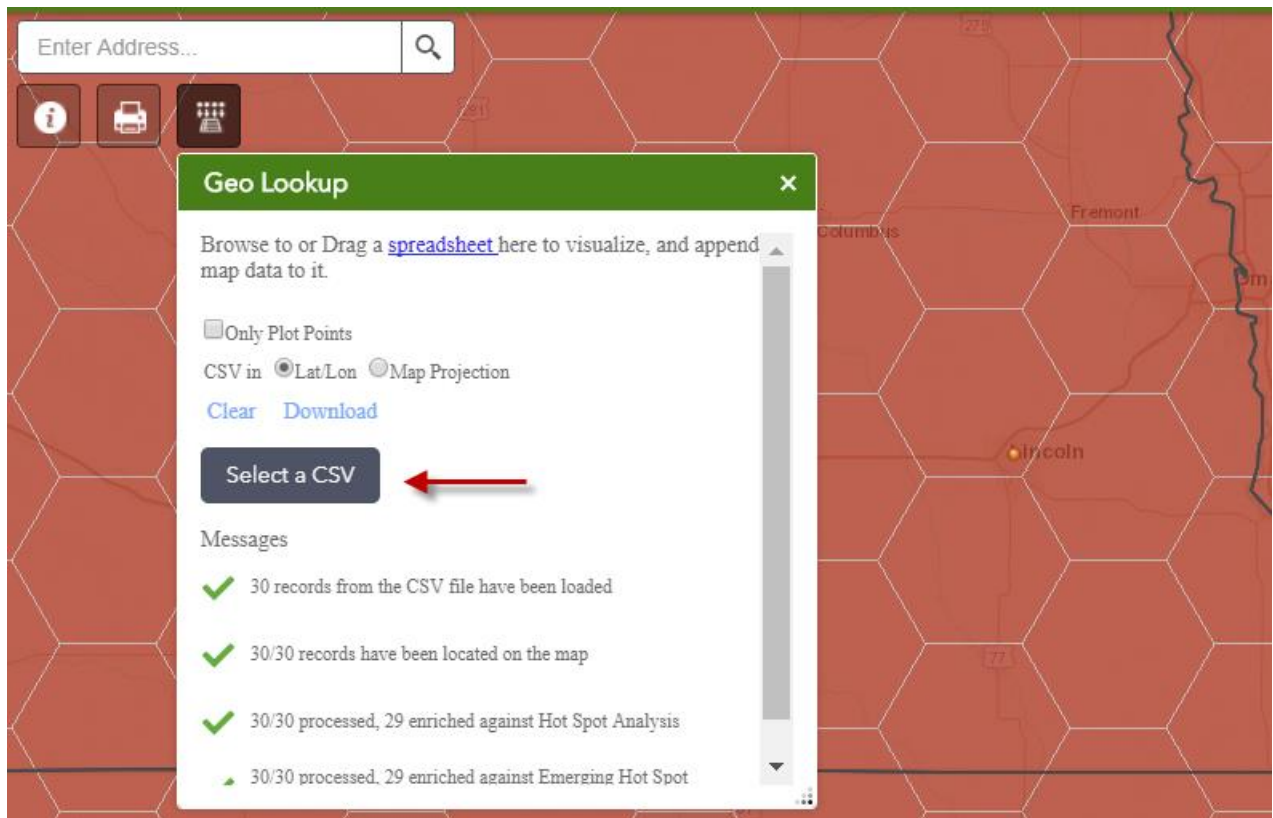 Enter Address...
Geo Lookup
Browse to or Drag a spreadsheet here to visualize, and append
map data to it.
Only Plot Points
CSV in Lat/Lon Map Projection
Clear Download
Select a CSV
Messages
30 records from the CSV file have been loaded
30/30 records have been located on the map
30/30 processed, 29 enriched against Hot Spot Analysis
30/30 processed, 29 enriched against Emerging Hot Spot
281
Fremont
Columbus
Om
Lincoln
77